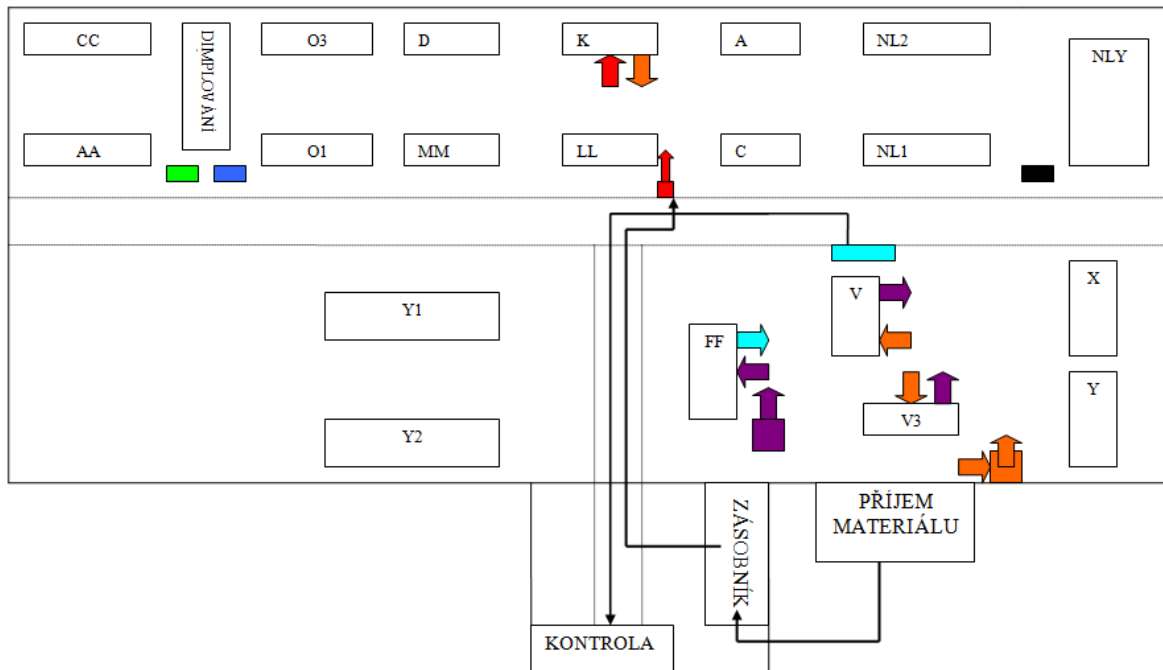 CC
DIMPLOVÁNÍ
O3
D
K
A
NL2
NLY
AA
O1
MM
LL
C
NL1
Y1
FF
V
X
Y2
V3
Y
ZÁSOBNÍK
PŘÍJEM
MATERIÁLU
KONTROLA